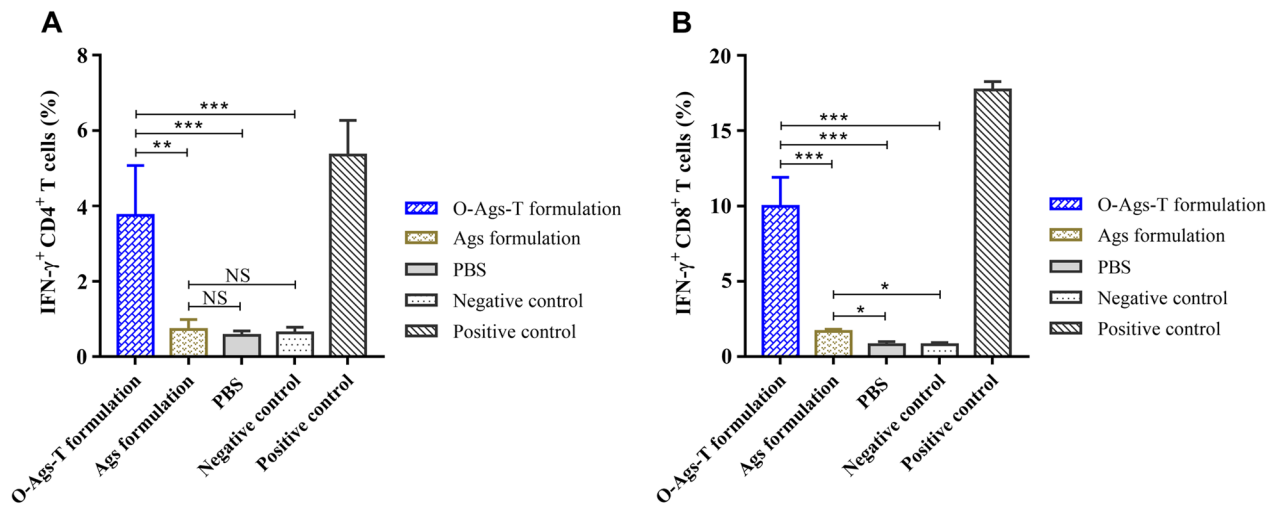 A
IFN-γ+ CD4+ T cells (%)
8
6
4
2
0
***
***
**
NS
NS
O-Ags-T formulation
Ags formulation
PBS
Negative control
Positive control
O-Ags-T formulation
Ags formulation
PBS
Negative control
Positive control
B
IFN-γ+ CD8+ T cells (%)
20
15
10
5
0
***
***
***
*
*
O-Ags-T formulation
Ags formulation
PBS
Negative control
Positive control
O-Ags-T formulation
Ags formulation
PBS
Negative control
Positive control